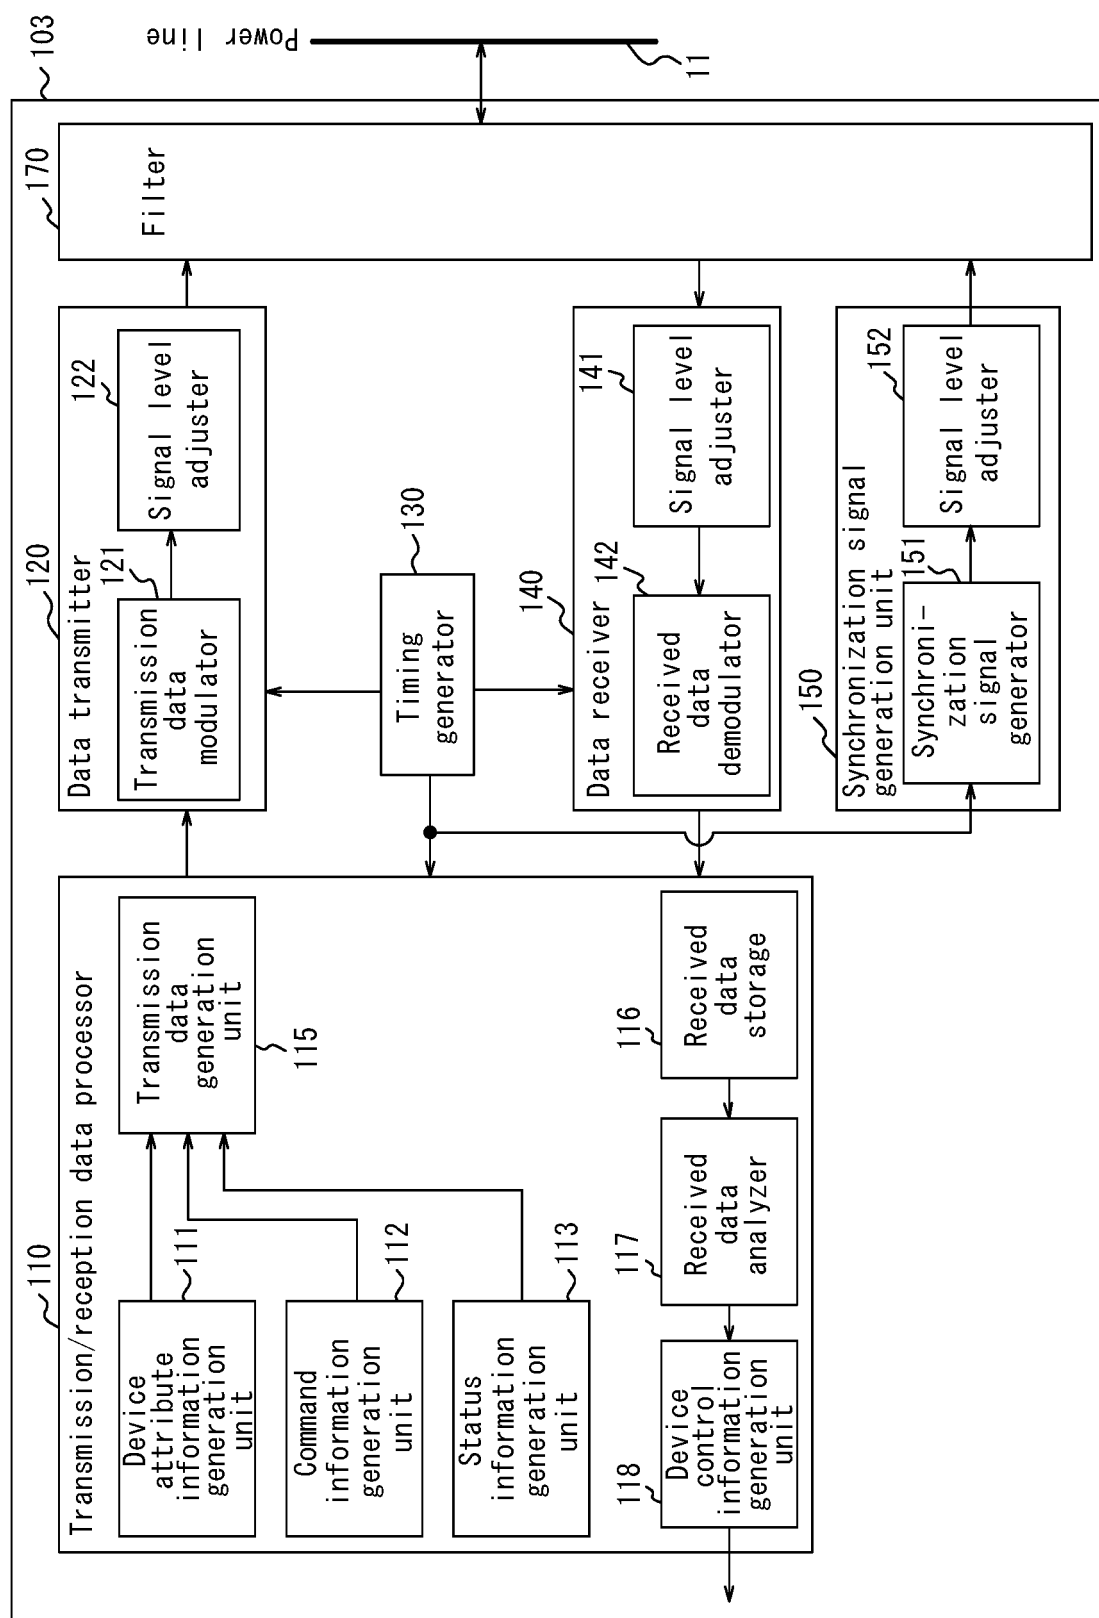 103
Power line
11
170
Filter
110
Transmission/reception data processor
Device
attribute
information
generation
unit
111
Command
information
generation
unit
112
Status
information
generation
unit
113
Transmission
data
generation
unit
115
Received
data
storage
116
Received
data
analyzer
117
Device
control
information
generation
unit
118
120
Data transmitter
Transmission
data
modulator
121
Signal level
adjuster
122
Timing
generator
130
140
Data receiver
Signal level
adjuster
141
Received
data
demodulator
142
150
Synchronization signal
generation unit
Synchroni-
zation
signal
generator
151
Signal level
adjuster
152